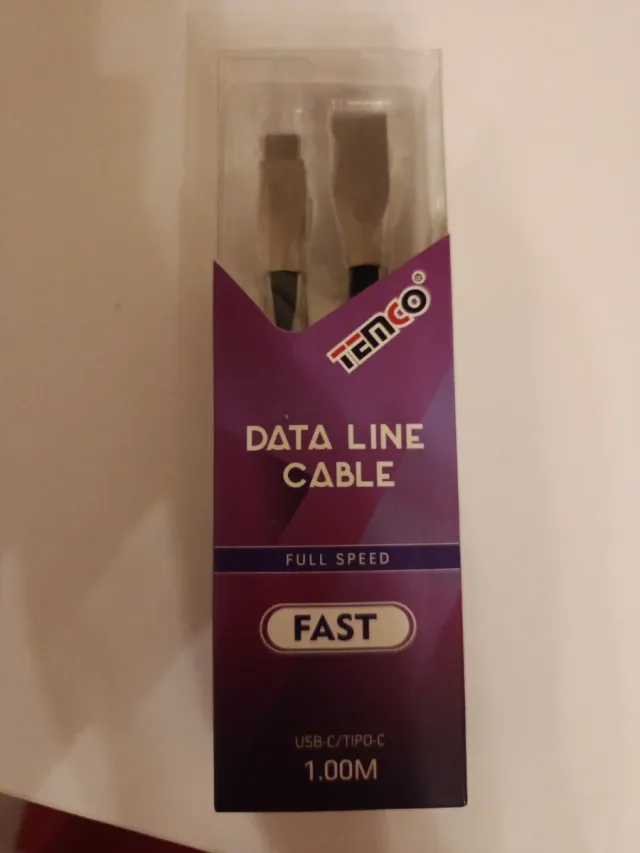 TEMCO®
DATA LINE
CABLE
FULL SPEED
FAST
USB-C/TIPO-C
1.00M